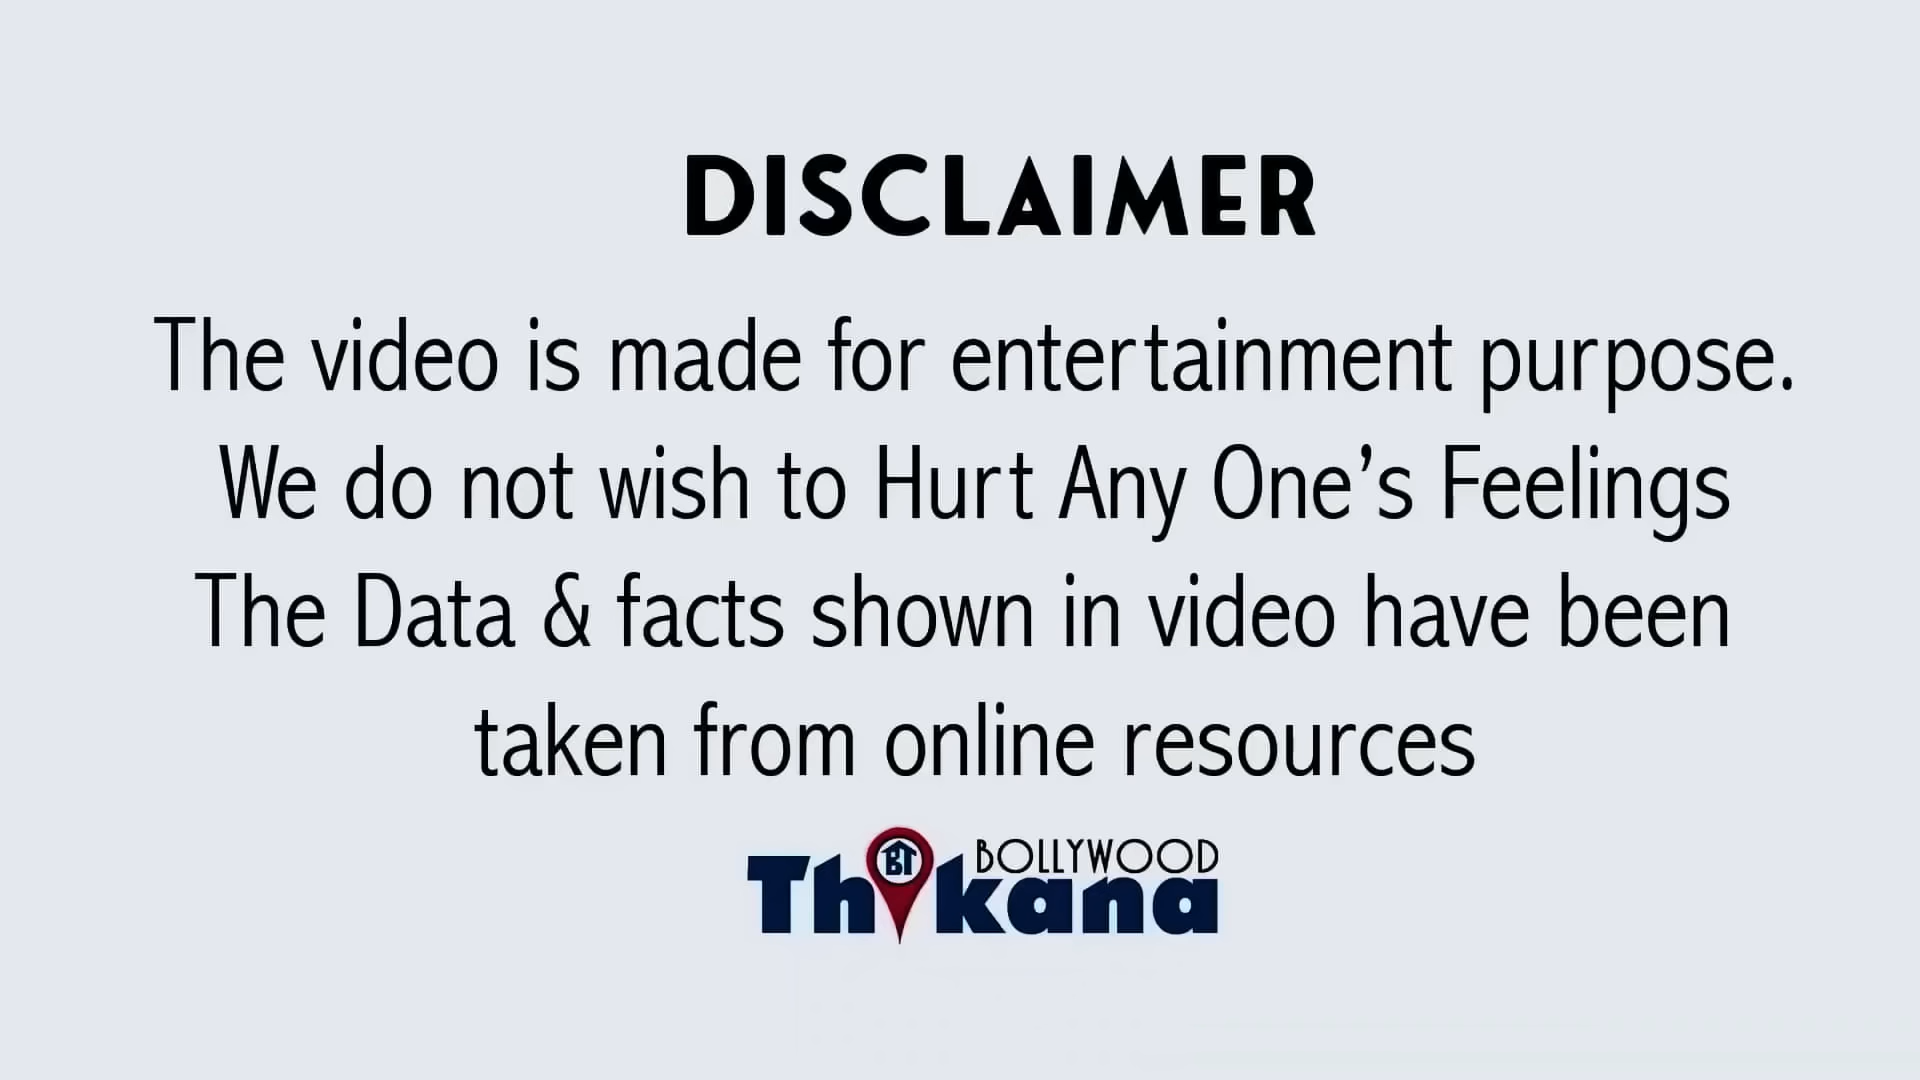 DISCLAIMER
The video is made for entertainment purpose.
We do not wish to Hurt Any One’s Feelings
The Data & facts shown in video have been
taken from online resources
BOLLYWOOD
BT
Thikana